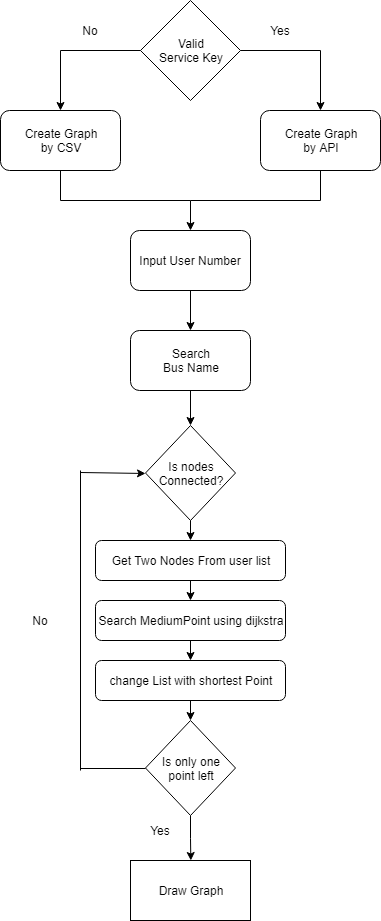 No
Valid
Service Key
Yes
Create Graph
by CSV
Create Graph
by API
Input User Number
Search
Bus Name
Is nodes
Connected?
Get Two Nodes From user list
No
Search MediumPoint using dijkstra
change List with shortest Point
Is only one
point left
Yes
Draw Graph